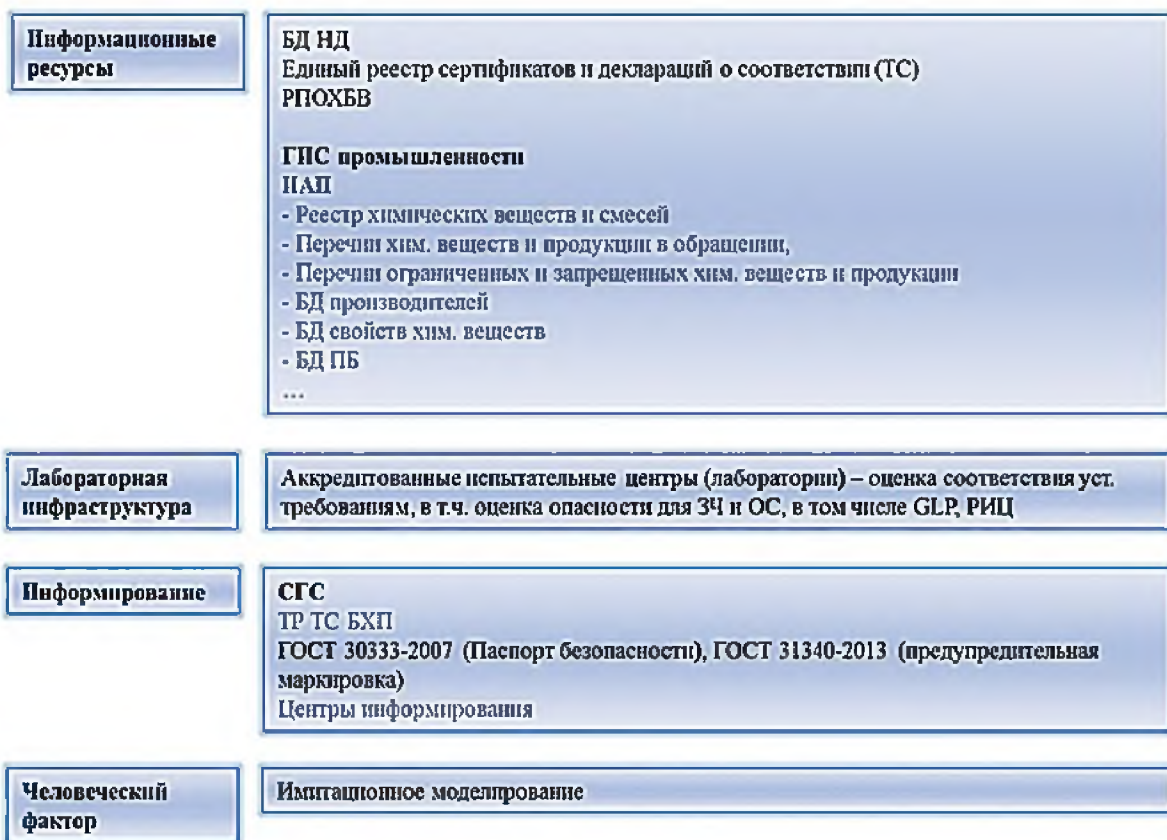 Информационные
ресурсы
БД НД
Единый реестр сертификатов и деклараций о соответствии (ТС)
РПОХБВ
ГИС промышленности
НАП
- Реестр химических веществ и смесей
- Перечни хим. веществ и продукции в обращении,
- Перечни ограниченных и запрещенных хим. веществ и продукции
- БД производителей
- БД свойств хим. веществ
- БД ПБ
...
Лабораторная
инфраструктура
Аккредитованные испытательные центры (лаборатории) – оценка соответствия уст.
требованиям, в т.ч. оценка опасности для ЗЧ и ОС, в том числе GLP, РИЦ
Информирование
СГС
ТР ТС БХП
ГОСТ 30333-2007 (Паспорт безопасности), ГОСТ 31340-2013 (предупредительная
маркировка)
Центры информирования
Человеческий
фактор
Имитационное моделирование